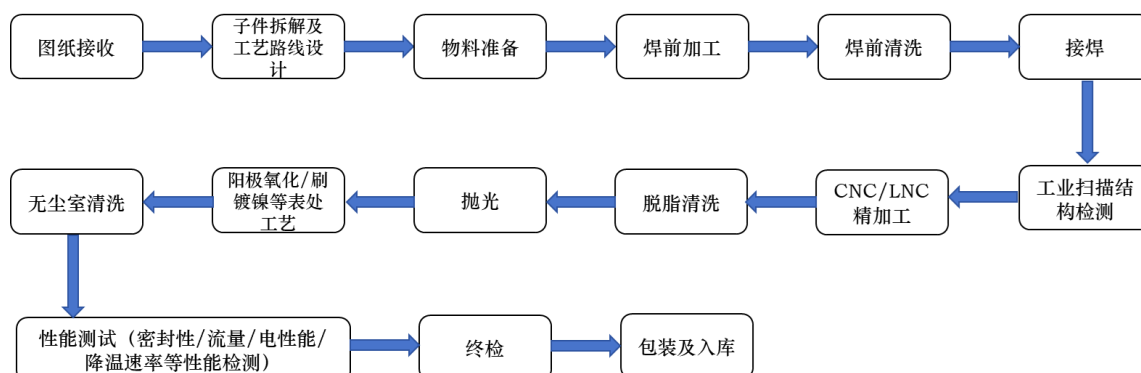 图纸接收
子件拆解及
工艺路线设
计
物料准备
焊前加工
焊前清洗
接焊
工业扫描结
构检测
CNC/LNC
精加工
脱脂清洗
抛光
阳极氧化/刷
镀镍等表处
工艺
无尘室清洗
性能测试（密封性/流量/电性能/
降温速率等性能检测）
终检
包装及入库